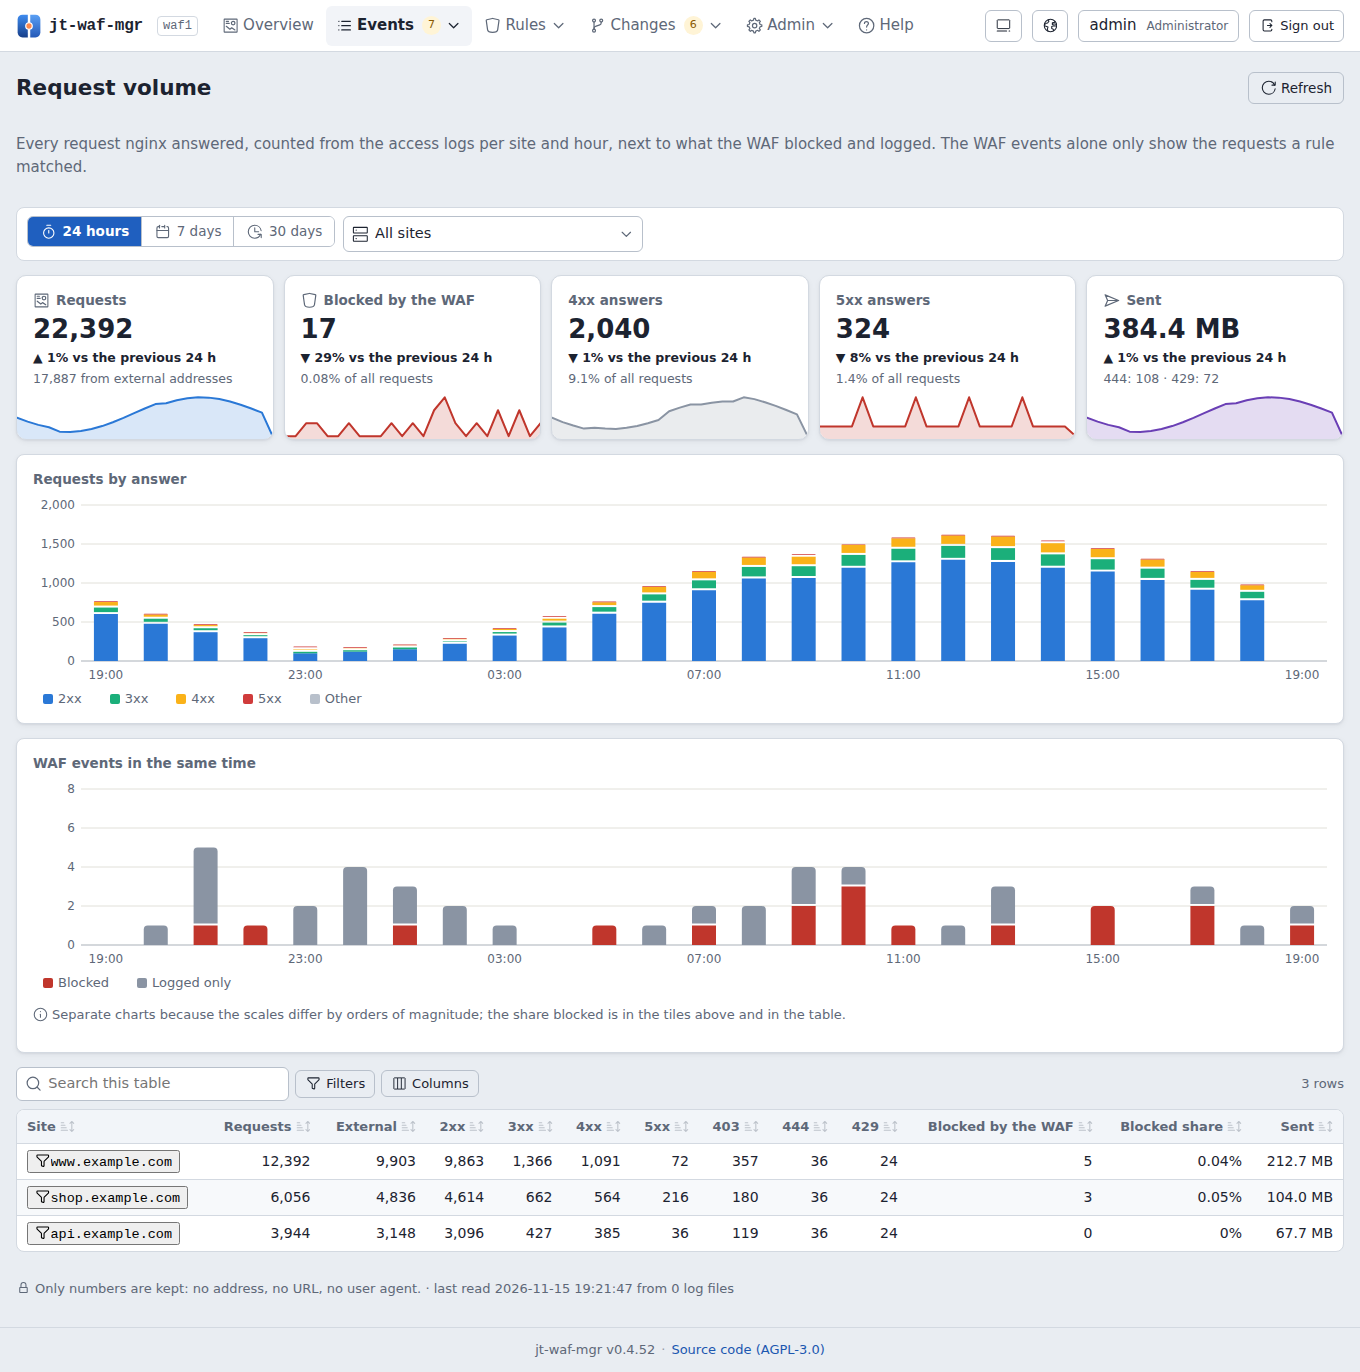 jt-waf-mgr waf1 Overview Events 7 Rules Changes 6 Admin Help admin Administrator Sign out
Request volume
Refresh
Every request nginx answered, counted from the access logs per site and hour, next to what the WAF blocked and logged. The WAF events alone only show the requests a rule
matched.
24 hours 7 days 30 days All sites
Requests
22,392
▲ 1% vs the previous 24 h
17,887 from external addresses
Blocked by the WAF
17
▼ 29% vs the previous 24 h
0.08% of all requests
4xx answers
2,040
▼ 1% vs the previous 24 h
9.1% of all requests
5xx answers
324
▼ 8% vs the previous 24 h
1.4% of all requests
Sent
384.4 MB
▲ 1% vs the previous 24 h
444: 108 · 429: 72
Requests by answer
2,000
1,500
1,000
500
0
19:00 23:00 03:00 07:00 11:00 15:00 19:00
2xx 3xx 4xx 5xx Other
WAF events in the same time
8
6
4
2
0
19:00 23:00 03:00 07:00 11:00 15:00 19:00
Blocked Logged only
Separate charts because the scales differ by orders of magnitude; the share blocked is in the tiles above and in the table.
Search this table Filters Columns 3 rows
Site Requests External 2xx 3xx 4xx 5xx 403 444 429 Blocked by the WAF Blocked share Sent
www.example.com 12,392 9,903 9,863 1,366 1,091 72 357 36 24 5 0.04% 212.7 MB
shop.example.com 6,056 4,836 4,614 662 564 216 180 36 24 3 0.05% 104.0 MB
api.example.com 3,944 3,148 3,096 427 385 36 119 36 24 0 0% 67.7 MB
Only numbers are kept: no address, no URL, no user agent. · last read 2026-11-15 19:21:47 from 0 log files
jt-waf-mgr v0.4.52 · Source code (AGPL-3.0)